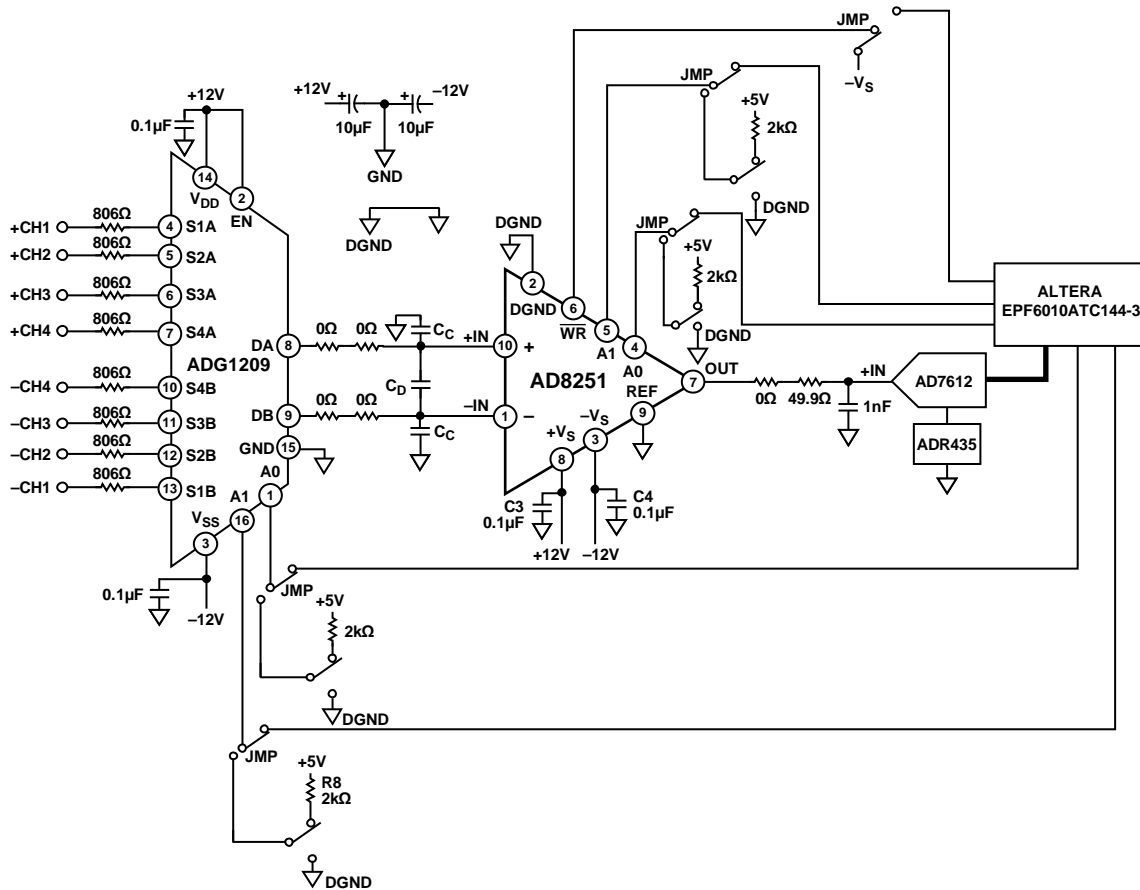 JMP
–VS
+12V
0.1µF
+12V
+
10µF
+
10µF
–12V
GND
DGND
JMP
+5V
2kΩ
DGND
JMP
+5V
2kΩ
DGND
14
VDD
2
EN
+CH1
806Ω
4
S1A
+CH2
806Ω
5
S2A
+CH3
806Ω
6
S3A
+CH4
806Ω
7
S4A
–CH4
806Ω
10
S4B
–CH3
806Ω
11
S3B
–CH2
806Ω
12
S2B
–CH1
806Ω
13
S1B
ADG1209
DA
8
DB
9
GND
15
A0
1
A1
16
VSS
3
0.1µF
–12V
0Ω
0Ω
0Ω
0Ω
CC
CD
CC
+IN
–IN
DGND
2
6
WR
5
A1
4
A0
10
+
1
–
AD8251
7
OUT
REF
9
–VS
3
+VS
8
C3
0.1µF
C4
0.1µF
+12V
–12V
0Ω
49.9Ω
1nF
+IN
AD7612
ADR435
ALTERA
EPF6010ATC144-3
JMP
+5V
2kΩ
DGND
JMP
+5V
R8
2kΩ
DGND